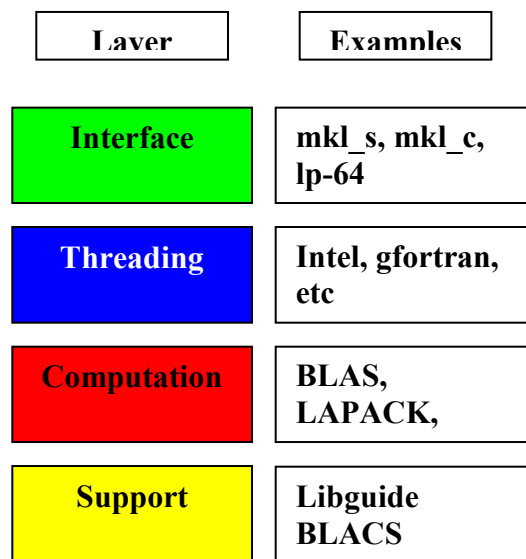 Layer
Examples
Interface
mkl_s, mkl_c,
lp-64
Threading
Intel, gfortran,
etc
Computation
BLAS,
LAPACK,
Support
Libguide
BLACS